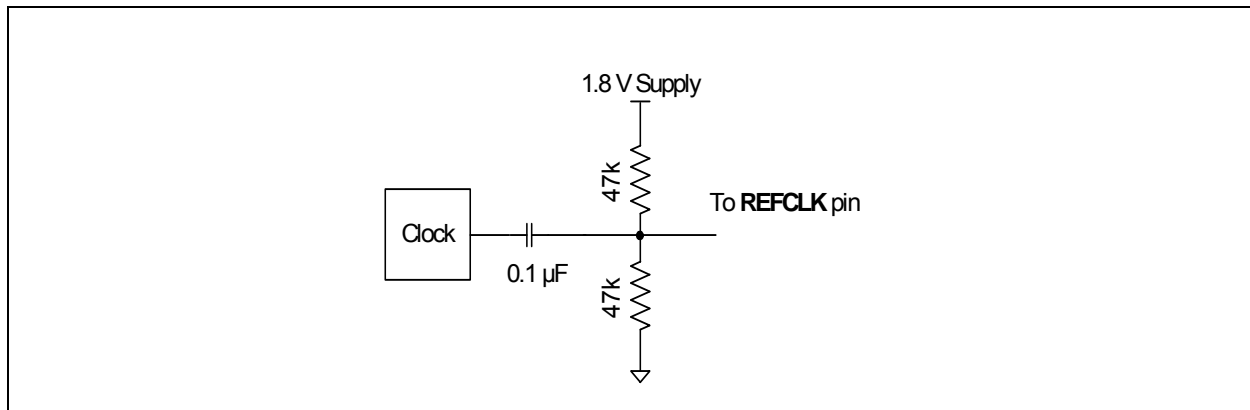 1.8 V Supply
47k
To REFCLK pin
Clock
0.1 µF
47k